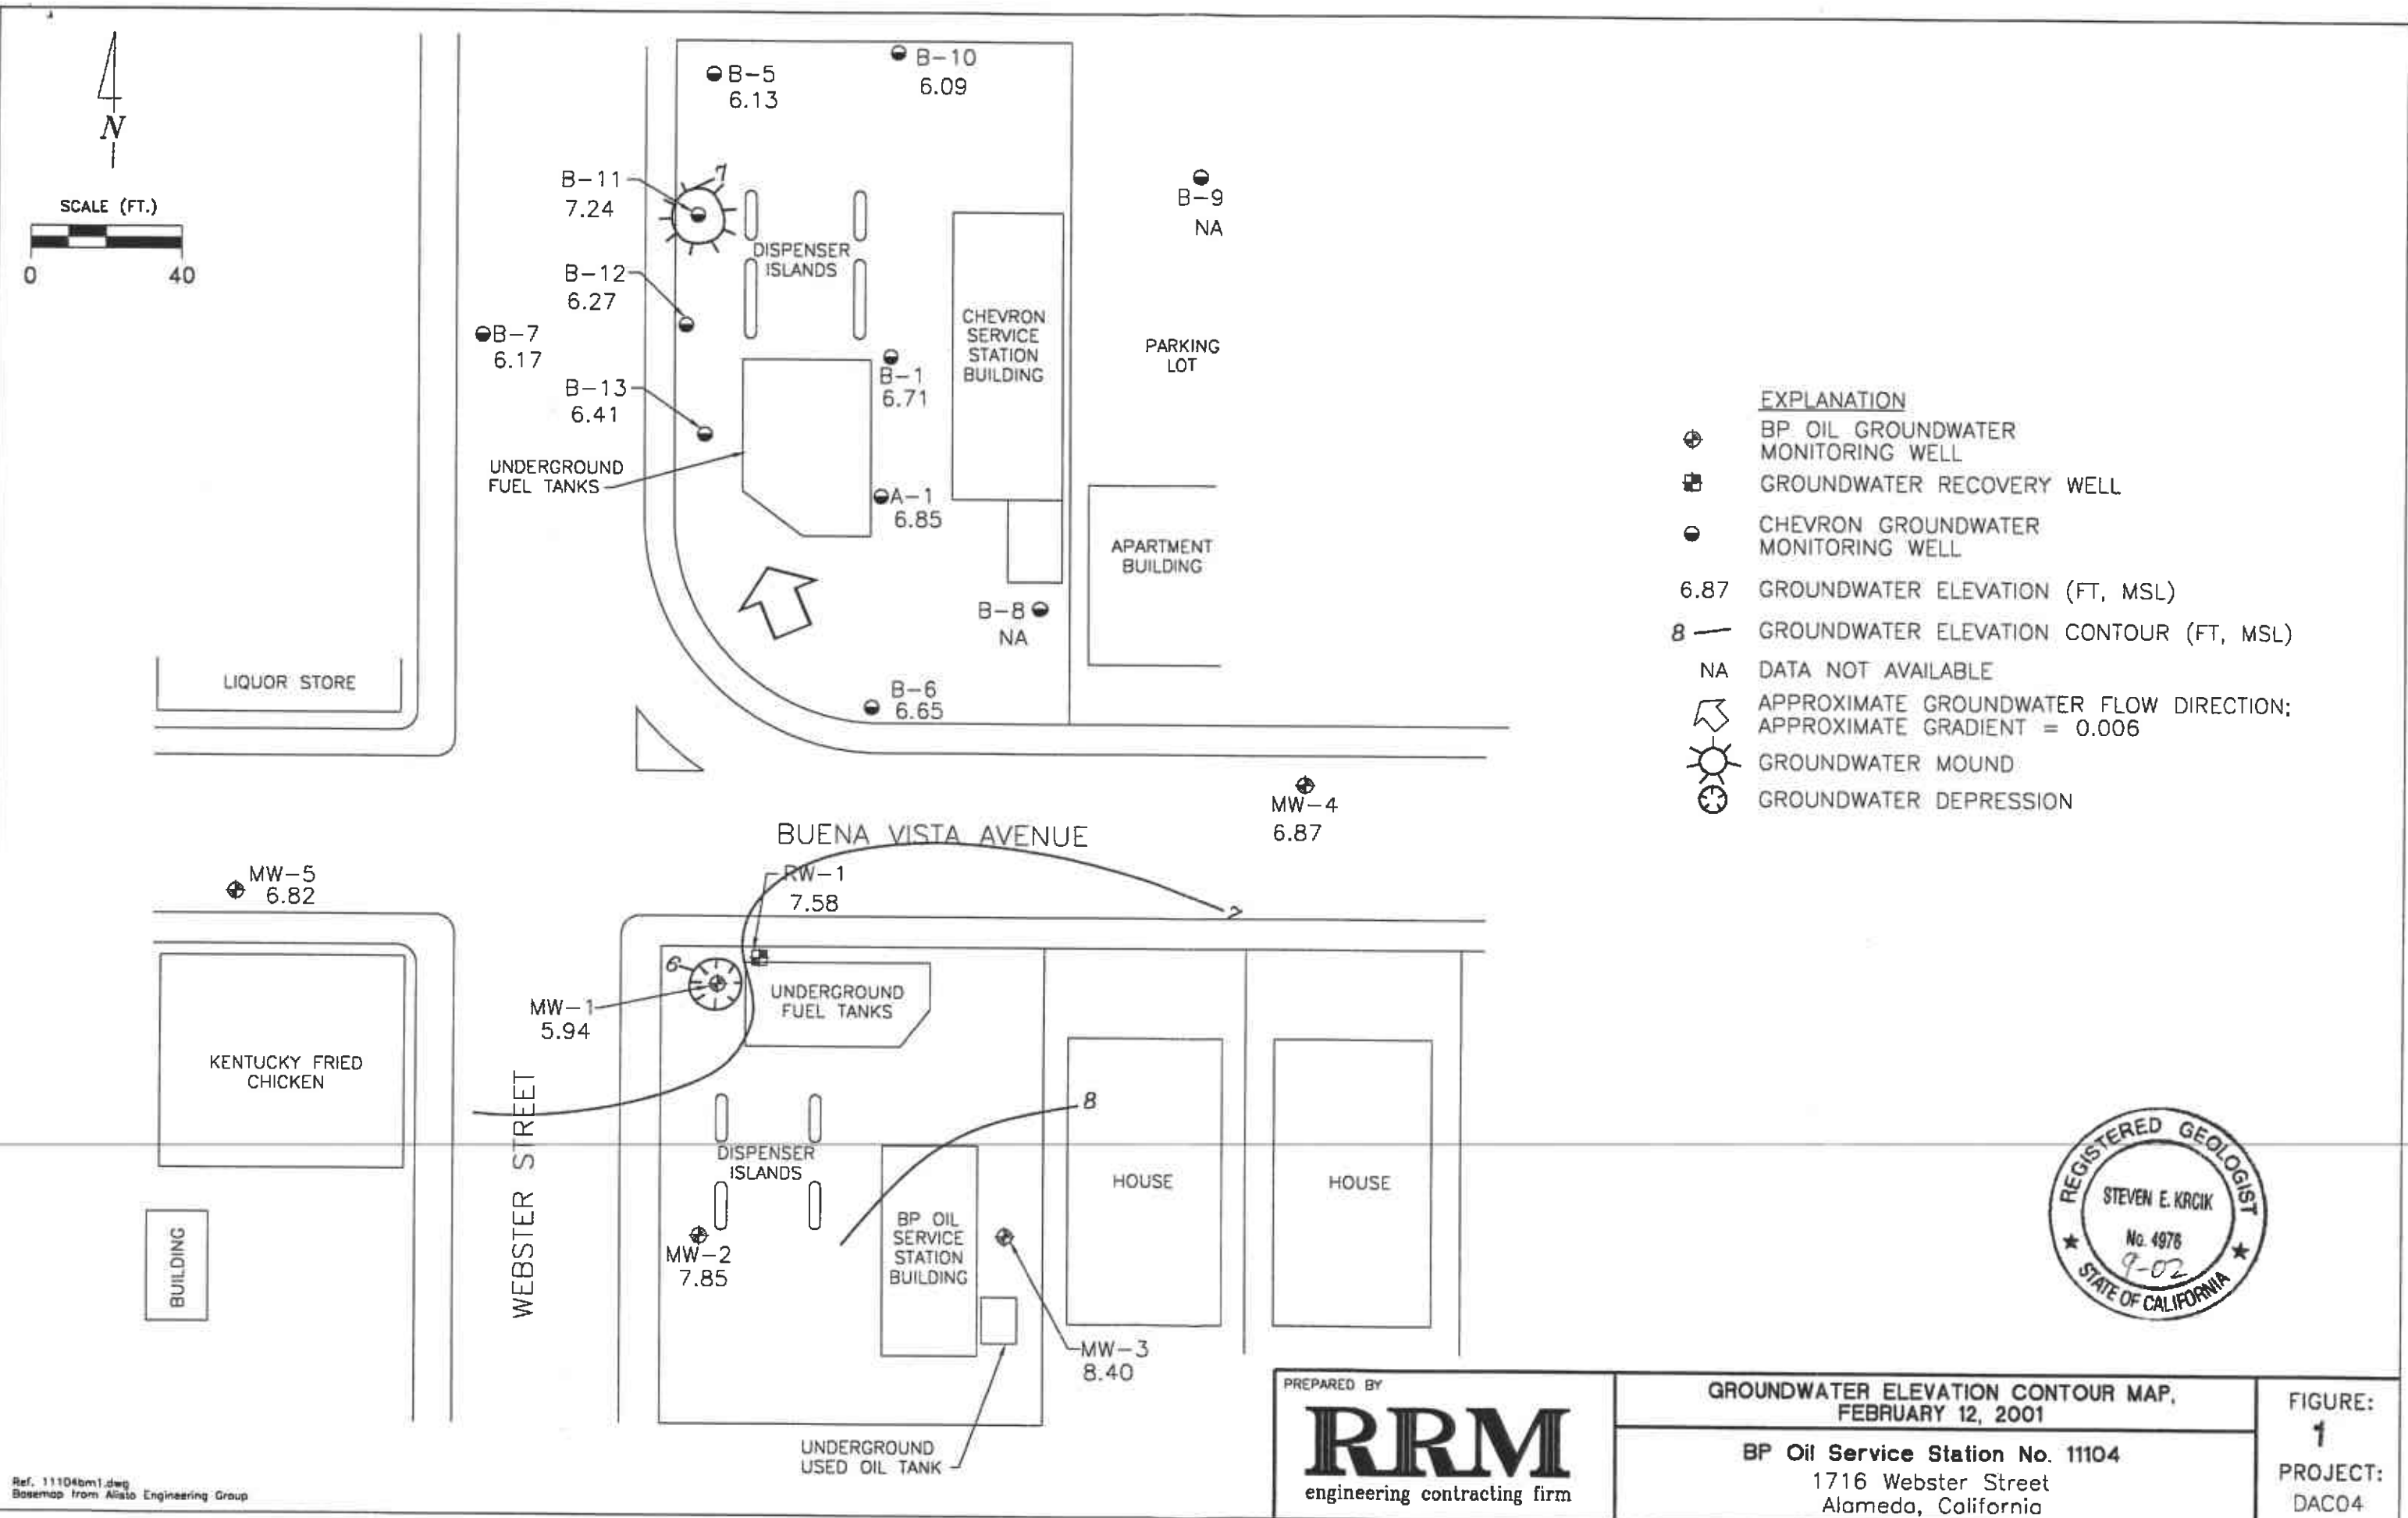 N
SCALE (FT.)
0 40
B-5
6.13
B-10
6.09
B-11
7.24
7
B-9
NA
DISPENSER
ISLANDS
B-12
6.27
B-7
6.17
CHEVRON
SERVICE
STATION
BUILDING
PARKING
LOT
B-1
6.71
B-13
6.41
UNDERGROUND
FUEL TANKS
A-1
6.85
APARTMENT
BUILDING
B-8
NA
LIQUOR STORE
B-6
6.65
EXPLANATION
BP OIL GROUNDWATER
MONITORING WELL
GROUNDWATER RECOVERY WELL
CHEVRON GROUNDWATER
MONITORING WELL
6.87 GROUNDWATER ELEVATION (FT, MSL)
8 GROUNDWATER ELEVATION CONTOUR (FT, MSL)
NA DATA NOT AVAILABLE
APPROXIMATE GROUNDWATER FLOW DIRECTION;
APPROXIMATE GRADIENT = 0.006
GROUNDWATER MOUND
GROUNDWATER DEPRESSION
MW-4
6.87
BUENA VISTA AVENUE
MW-5
6.82
RW-1
7.58
7
6
MW-1
5.94
UNDERGROUND
FUEL TANKS
KENTUCKY FRIED
CHICKEN
WEBSTER STREET
8
DISPENSER
ISLANDS
HOUSE
HOUSE
BUILDING
MW-2
7.85
BP OIL
SERVICE
STATION
BUILDING
MW-3
8.40
UNDERGROUND
USED OIL TANK
REGISTERED GEOLOGIST
STEVEN E. KRCIK
No. 4976
9-02
STATE OF CALIFORNIA
Ref. 11104bm1.dwg
Basemap from Alisto Engineering Group
PREPARED BY
RRM
engineering contracting firm
GROUNDWATER ELEVATION CONTOUR MAP,
FEBRUARY 12, 2001
BP Oil Service Station No. 11104
1716 Webster Street
Alameda, California
FIGURE:
1
PROJECT:
DAC04